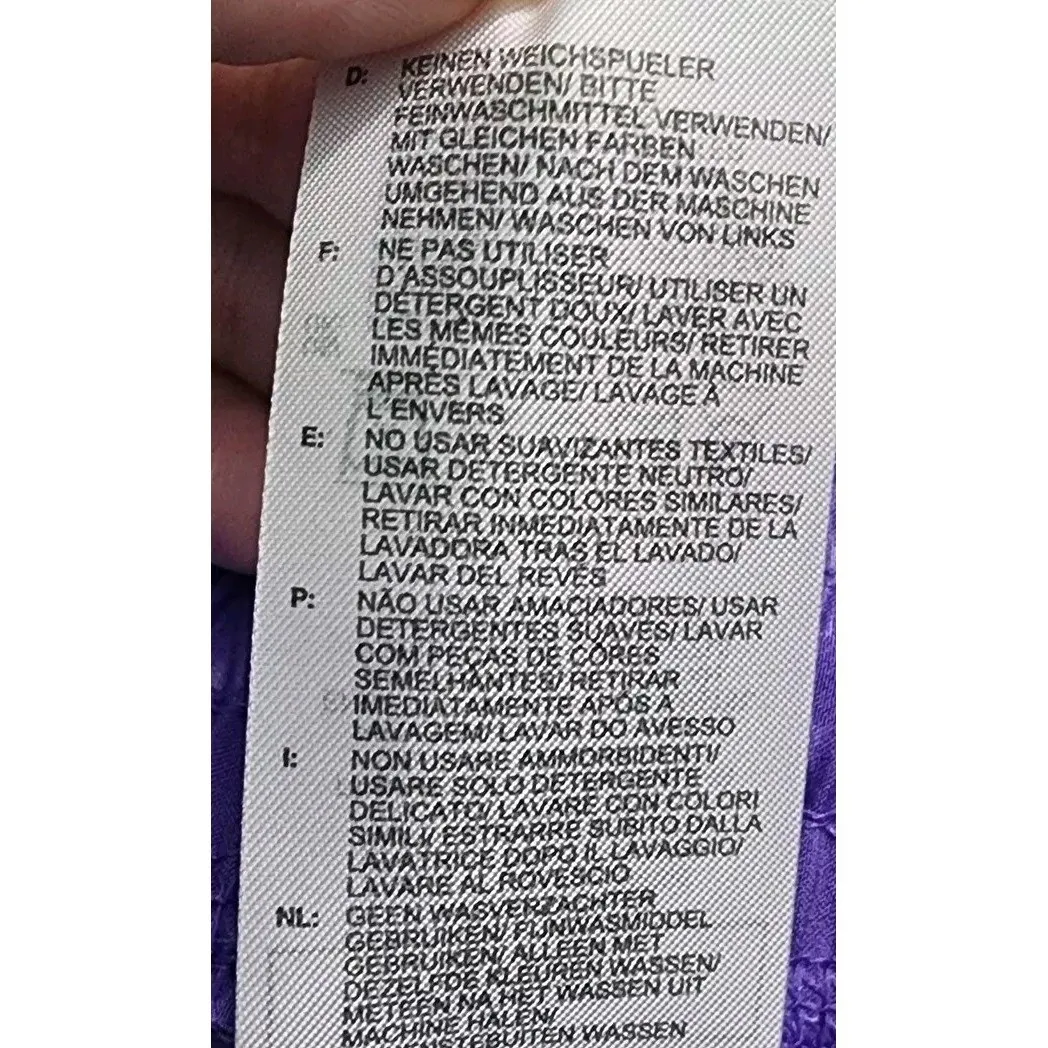 D: KEINEN WEICHSPUELER
VERWENDEN/ BITTE
FEINWASCHMITTEL VERWENDEN/
MIT GLEICHEN FARBEN
WASCHEN/ NACH DEM WASCHEN
UMGEHEND AUS DER MASCHINE
NEHMEN/ WASCHEN VON LINKS
F: NE PAS UTILISER
D'ASSOUPLISSEUR/ UTILISER UN
DÉTERGENT DOUX/ LAVER AVEC
LES MÊMES COULEURS/ RETIRER
IMMÉDIATEMENT DE LA MACHINE
APRÈS LAVAGE/ LAVAGE À
L'ENVERS
E: NO USAR SUAVIZANTES TEXTILES/
USAR DETERGENTE NEUTRO/
LAVAR CON COLORES SIMILARES/
RETIRAR INMEDIATAMENTE DE LA
LAVADORA TRAS EL LAVADO/
LAVAR DEL REVÉS
P: NÃO USAR AMACIADORES/ USAR
DETERGENTES SUAVES/ LAVAR
COM PEÇAS DE CORES
SEMELHANTES/ RETIRAR
IMEDIATAMENTE APÓS A
LAVAGEM/ LAVAR DO AVESSO
I: NON USARE AMMORBIDENTI/
USARE SOLO DETERGENTE
DELICATO/ LAVARE CON COLORI
SIMILI/ ESTRARRE SUBITO DALLA
LAVATRICE DOPO IL LAVAGGIO/
LAVARE AL ROVESCIO
NL: GEEN WASVERZACHTER
GEBRUIKEN/ FIJNWASMIDDEL
GEBRUIKEN/ ALLEEN MET
DEZELFDE KLEUREN WASSEN/
METEEN NA HET WASSEN UIT
MACHINE HALEN/
WASSEN